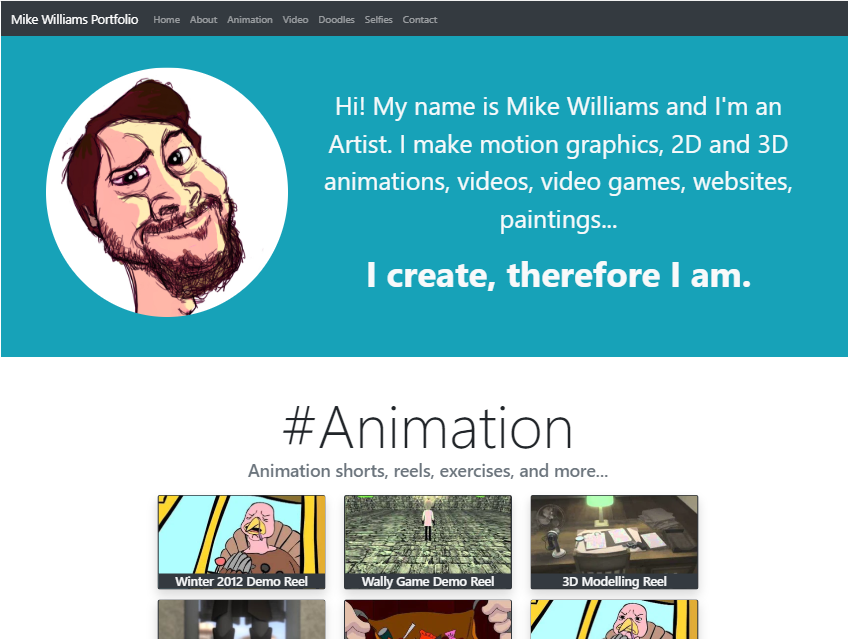 Mike Williams Portfolio Home About Animation Video Doodles Selfies Contact
Hi! My name is Mike Williams and I'm an
Artist. I make motion graphics, 2D and 3D
animations, videos, video games, websites,
paintings...
I create, therefore I am.
#Animation
Animation shorts, reels, exercises, and more...
Winter 2012 Demo Reel
Wally Game Demo Reel
3D Modelling Reel